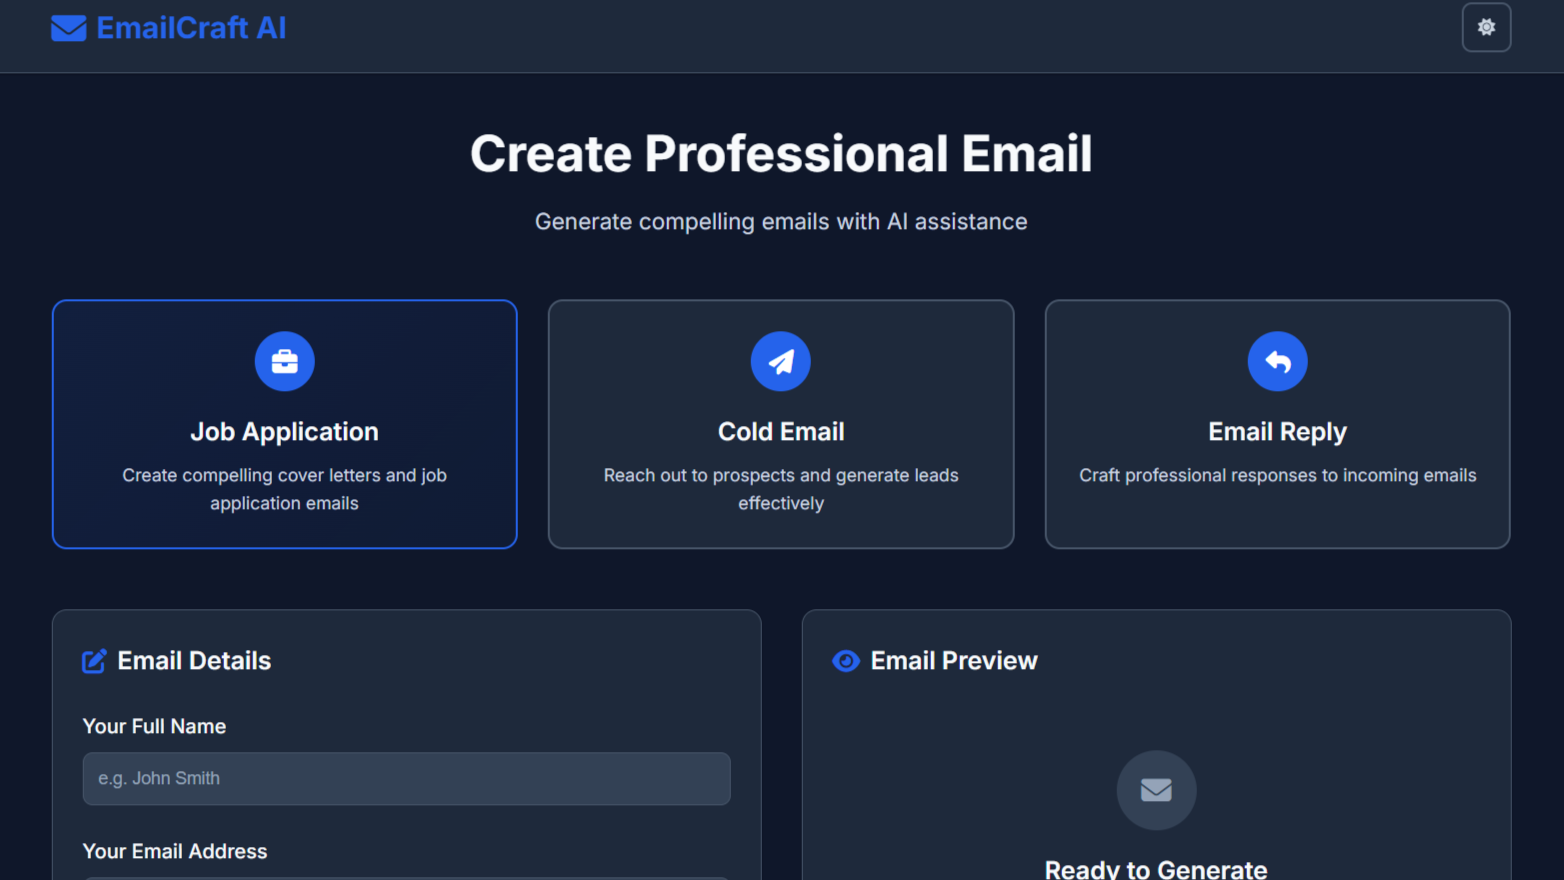 EmailCraft AI
Create Professional Email
Generate compelling emails with AI assistance
Job Application
Create compelling cover letters and job
application emails
Cold Email
Reach out to prospects and generate leads
effectively
Email Reply
Craft professional responses to incoming emails
Email Details
Your Full Name
e.g. John Smith
Your Email Address
Email Preview
Ready to Generate